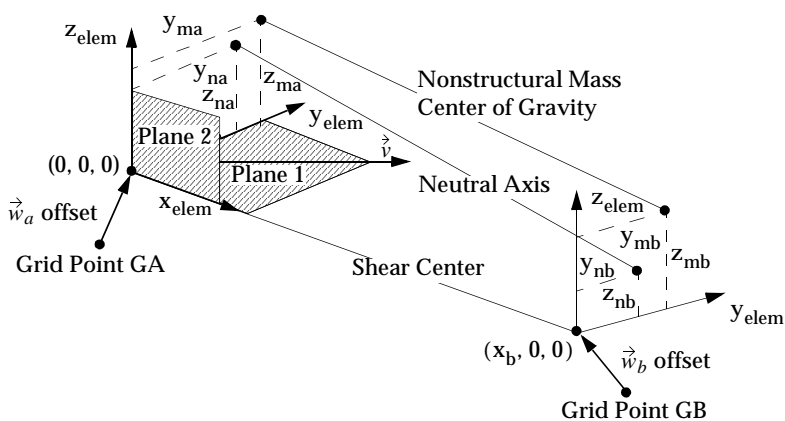 y_ma
z_elem
y_na
z_ma
z_na
Nonstructural Mass
Center of Gravity
y_elem
Plane 2
v
(0, 0, 0)
Plane 1
Neutral Axis
x_elem
z_elem
w_a offset
y_mb
Shear Center
y_nb
z_mb
Grid Point GA
z_nb
y_elem
(x_b, 0, 0)
w_b offset
Grid Point GB